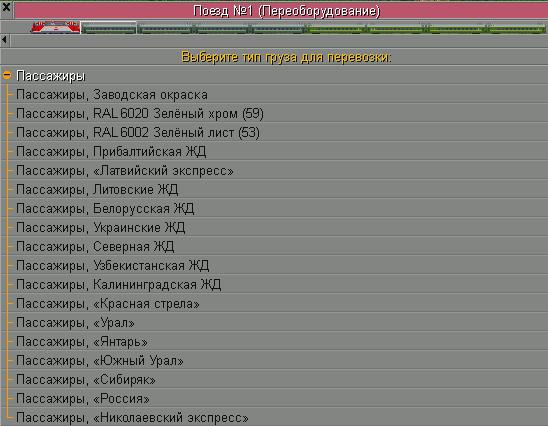 Поезд №1 (Переоборудование)
Выберите тип груза для перевозки:
Пассажиры
Пассажиры, Заводская окраска
Пассажиры, RAL 6020 Зелёный хром (59)
Пассажиры, RAL 6002 Зелёный лист (53)
Пассажиры, Прибалтийская ЖД
Пассажиры, «Латвийский экспресс»
Пассажиры, Литовские ЖД
Пассажиры, Белорусская ЖД
Пассажиры, Украинские ЖД
Пассажиры, Северная ЖД
Пассажиры, Узбекистанская ЖД
Пассажиры, Калининградская ЖД
Пассажиры, «Красная стрела»
Пассажиры, «Урал»
Пассажиры, «Янтарь»
Пассажиры, «Южный Урал»
Пассажиры, «Сибиряк»
Пассажиры, «Россия»
Пассажиры, «Николаевский экспресс»